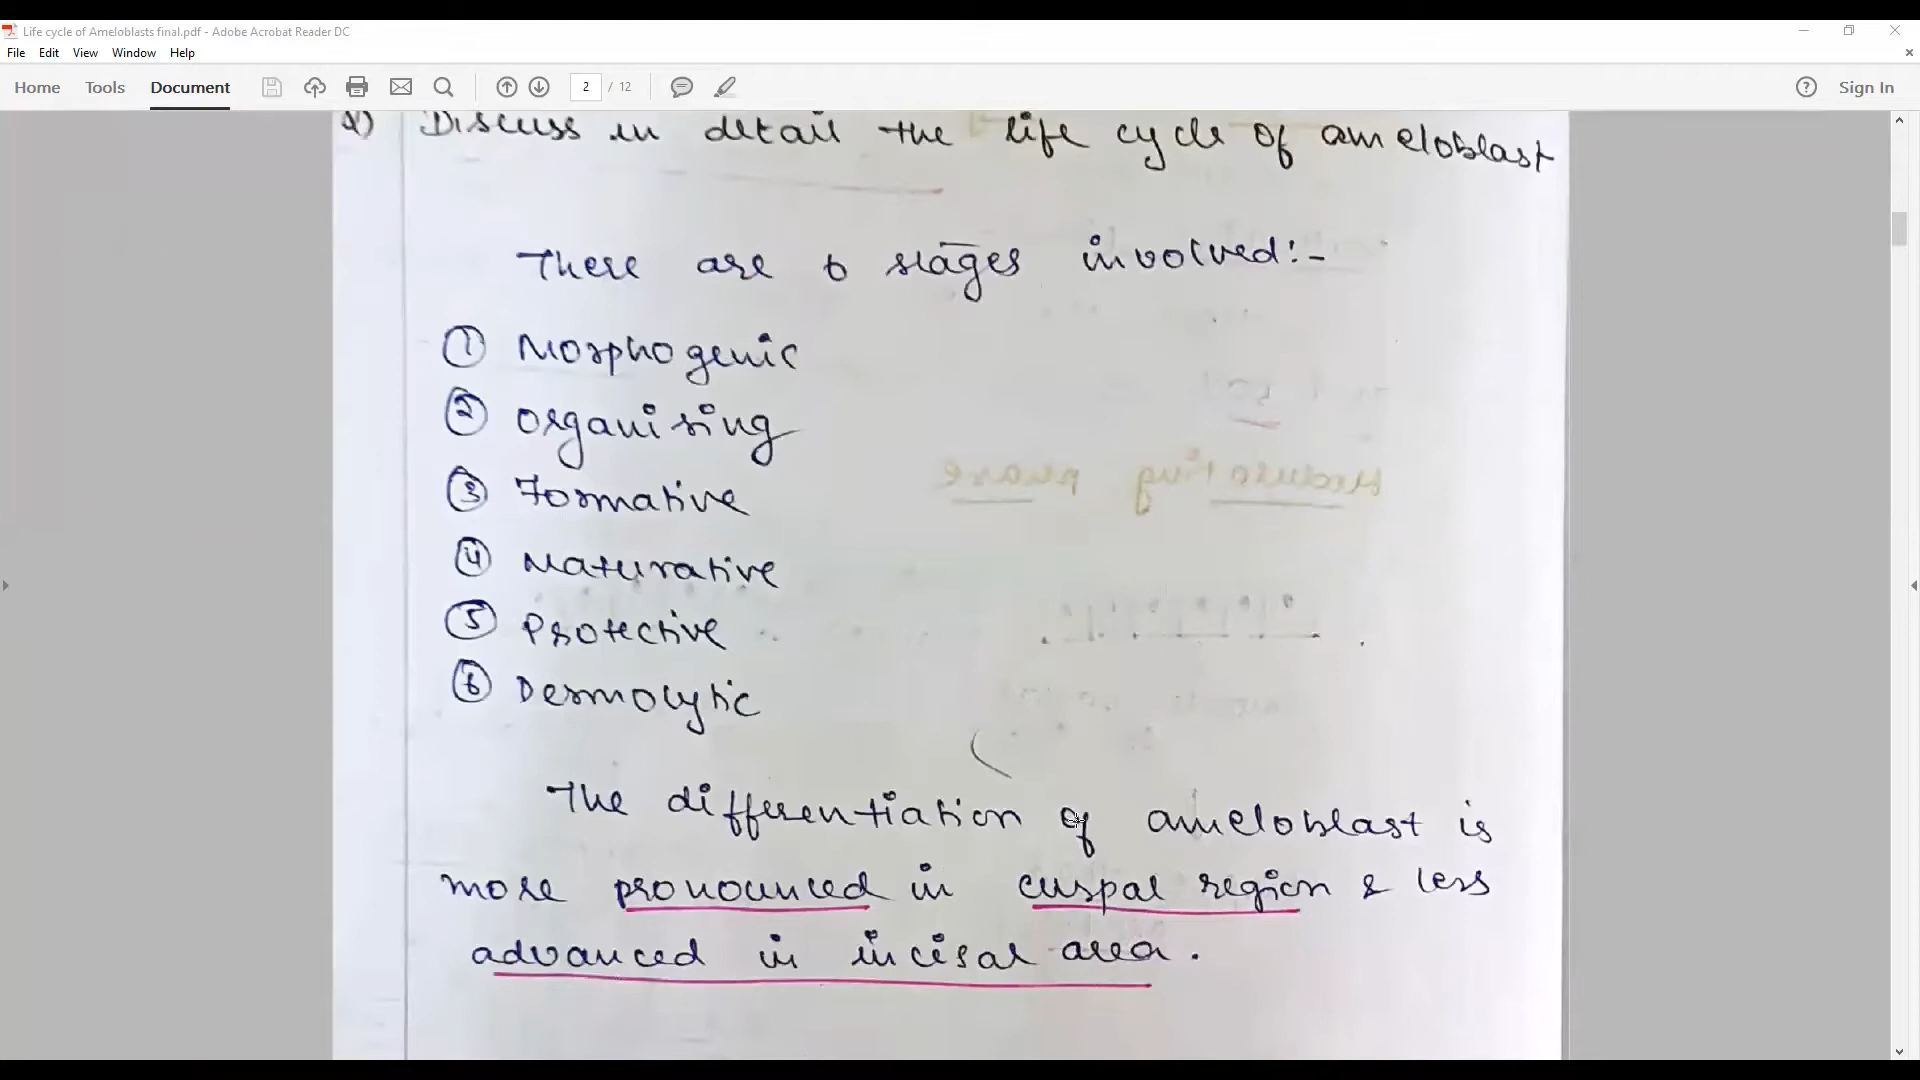 Life cycle of Ameloblasts final.pdf - Adobe Acrobat Reader DC
File Edit View Window Help
Home Tools Document 2 / 12 Sign In
Discuss in detail the life cycle of ameloblast
There are 6 stages involved:-
① Morphogenic
② Organising
③ Formative
④ Maturative
⑤ Protective
⑥ Desmolytic
The differentiation of ameloblast is
more pronounced in cuspal region & less
advanced in incisal area.